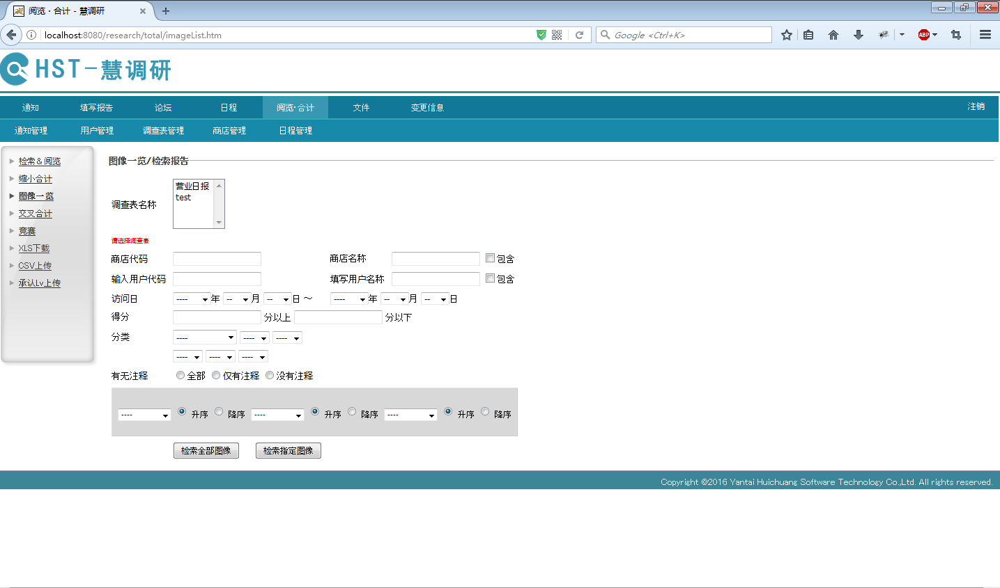 阅览 · 合计 - 慧调研
localhost:8080/research/total/imageList.htm
Google <Ctrl+K>
ABP
HST-慧调研
通知 填写报告 论坛 日程 阅览·合计 文件 变更信息 注销
通知管理 用户管理 调查表管理 商店管理 日程管理
检索&阅览
缩小合计
图像一览
交叉合计
竞赛
XLS下载
CSV上传
承认Lv上传
图像一览/检索报告
调查表名称
营业日报
test
请选择调查表
商店代码 商店名称 包含
输入用户代码 填写用户名称 包含
访问日 ---- 年 -- 月 -- 日 ～ ---- 年 -- 月 -- 日
得分 分以上 分以下
分类 ---- ---- ----
---- ---- ----
有无注释 全部 仅有注释 没有注释
---- 升序 降序 ---- 升序 降序 ---- 升序 降序
检索全部图像 检索指定图像
Copyright ©2016 Yantai Huichuang Software Technology Co.,Ltd. All rights reserved.